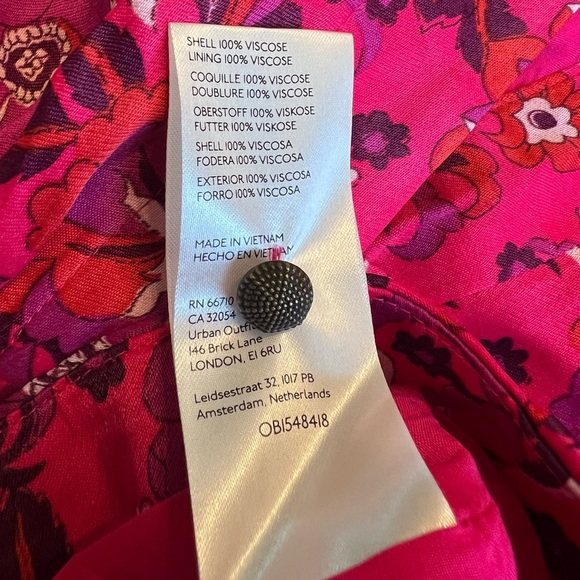 SHELL 100% VISCOSE
LINING 100% VISCOSE
COQUILLE 100% VISCOSE
DOUBLURE 100% VISCOSE
OBERSTOFF 100% VISKOSE
FUTTER 100% VISKOSE
SHELL 100% VISCOSA
FODERA 100% VISCOSA
EXTERIOR 100% VISCOSA
FORRO 100% VISCOSA
MADE IN VIETNAM
HECHO EN VIETNAM
RN 66710
CA 32054
Urban
146 Brick Lane
LONDON, E1 6RU
Leidsestraat 32, 1017 PB
Amsterdam, Netherlands
OB1548418